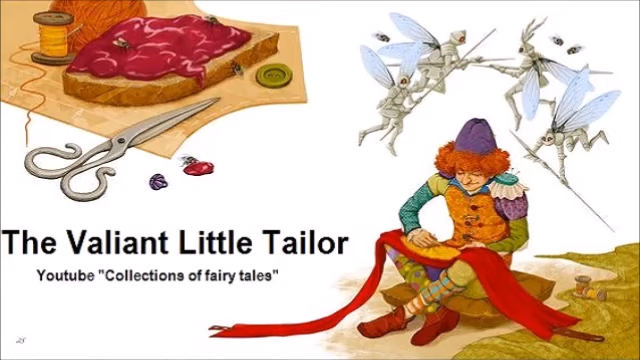 The Valiant Little Tailor
Youtube "Collections of fairy tales"